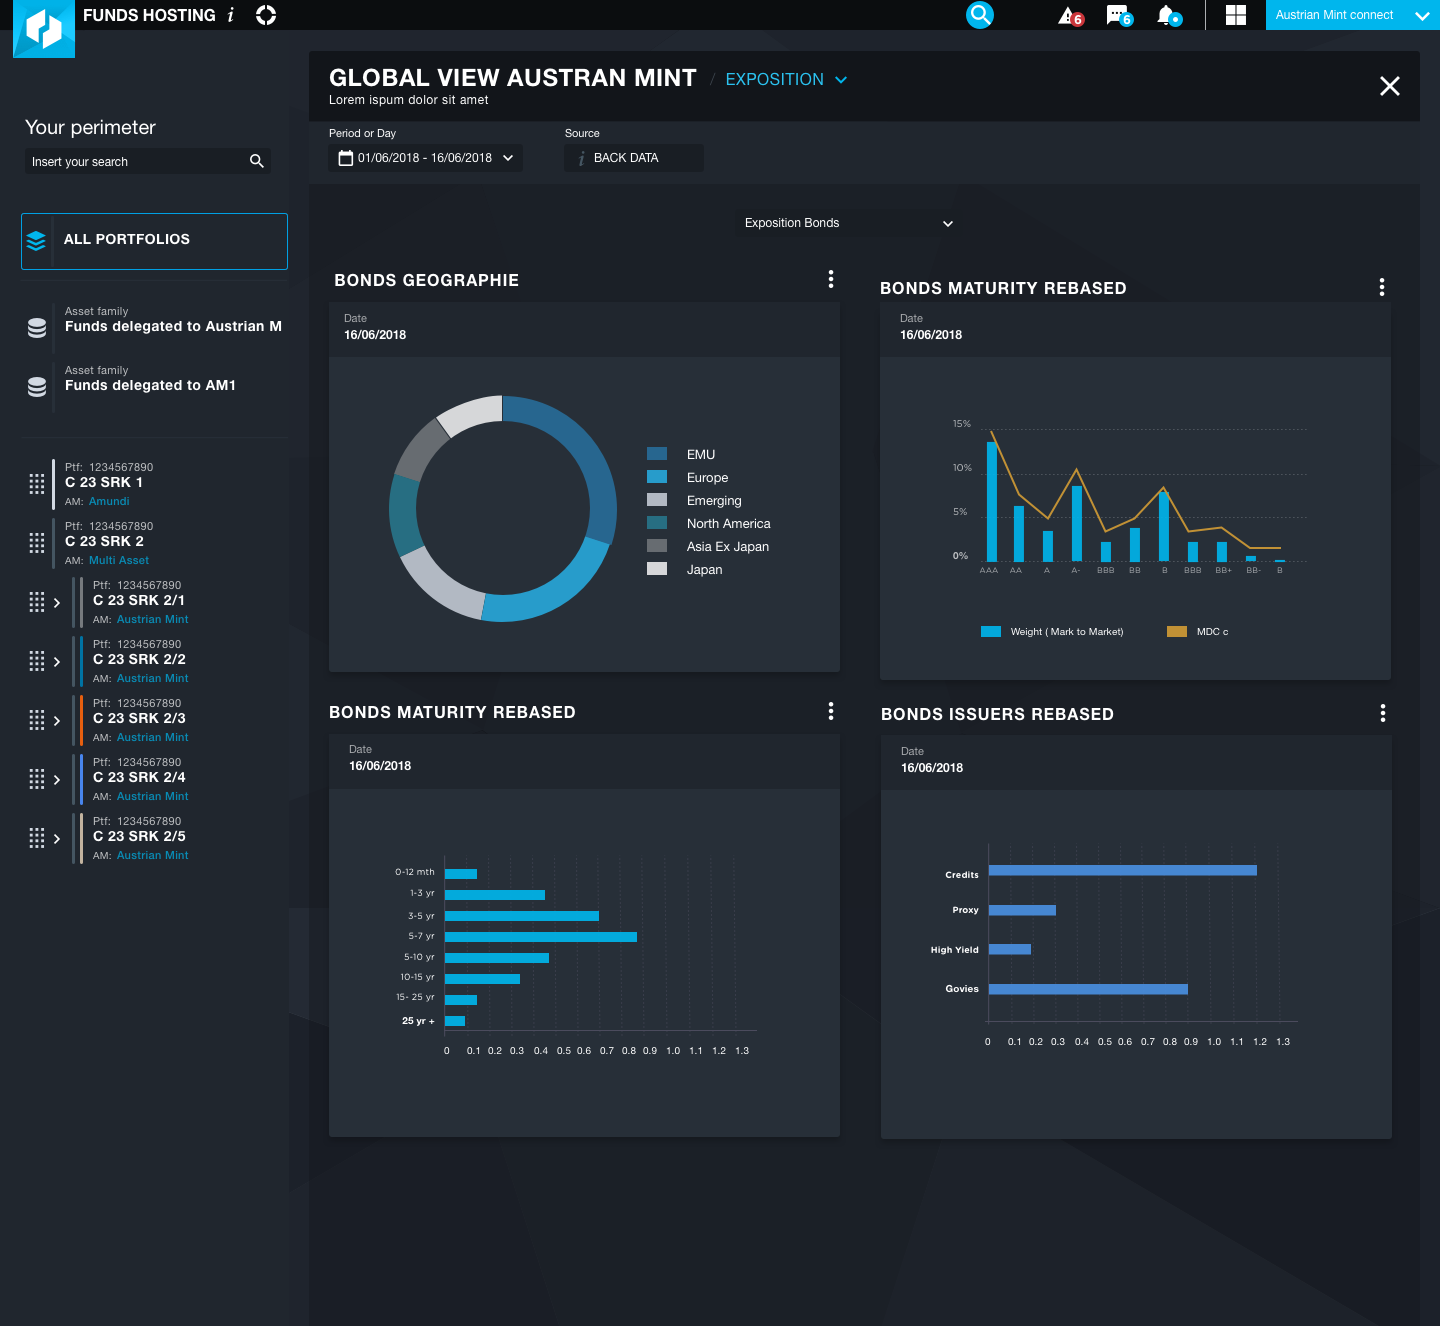 FUNDS HOSTING i
6
6
Austrian Mint connect
Your perimeter
Insert your search
ALL PORTFOLIOS
Asset family
Funds delegated to Austrian M
Asset family
Funds delegated to AM1
Ptf: 1234567890
C 23 SRK 1
AM: Amundi
Ptf: 1234567890
C 23 SRK 2
AM: Multi Asset
Ptf: 1234567890
C 23 SRK 2/1
AM: Austrian Mint
Ptf: 1234567890
C 23 SRK 2/2
AM: Austrian Mint
Ptf: 1234567890
C 23 SRK 2/3
AM: Austrian Mint
Ptf: 1234567890
C 23 SRK 2/4
AM: Austrian Mint
Ptf: 1234567890
C 23 SRK 2/5
AM: Austrian Mint
GLOBAL VIEW AUSTRAN MINT / EXPOSITION
Lorem ispum dolor sit amet
Period or Day
01/06/2018 - 16/06/2018
Source
i BACK DATA
Exposition Bonds
BONDS GEOGRAPHIE
Date
16/06/2018
EMU
Europe
Emerging
North America
Asia Ex Japan
Japan
BONDS MATURITY REBASED
Date
16/06/2018
15%
10%
5%
0%
AAA AA A A- BBB BB B BBB BB+ BB- B
Weight ( Mark to Market) MDC c
BONDS MATURITY REBASED
Date
16/06/2018
0-12 mth
1-3 yr
3-5 yr
5-7 yr
5-10 yr
10-15 yr
15- 25 yr
25 yr +
0 0.1 0.2 0.3 0.4 0.5 0.6 0.7 0.8 0.9 1.0 1.1 1.2 1.3
BONDS ISSUERS REBASED
Date
16/06/2018
Credits
Proxy
High Yield
Govies
0 0.1 0.2 0.3 0.4 0.5 0.6 0.7 0.8 0.9 1.0 1.1 1.2 1.3